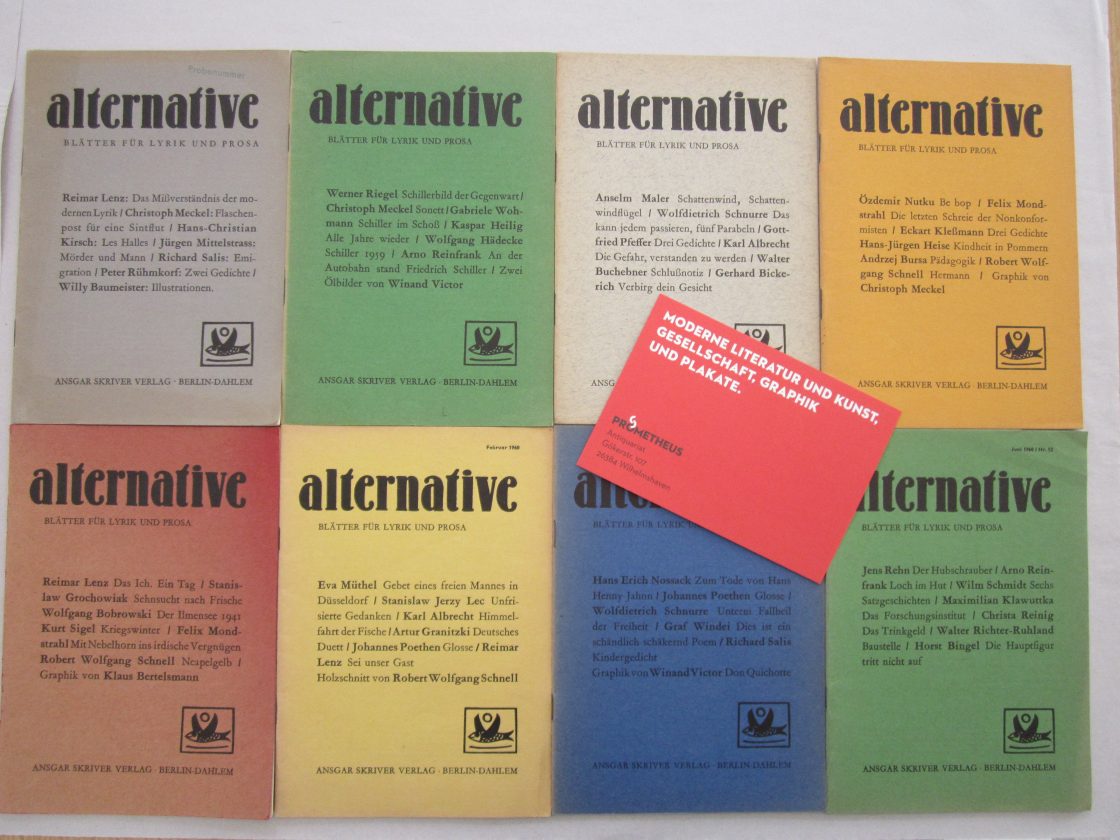 Probenummer
alternative
BLÄTTER FÜR LYRIK UND PROSA
Reimar Lenz: Das Mißverständnis der mo-
dernen Lyrik / Christoph Meckel: Flaschen-
post für eine Sintflut / Hans-Christian
Kirsch: Les Halles / Jürgen Mittelstrass:
Mörder und Mann / Richard Salis: Emi-
gration / Peter Rühmkorf: Zwei Gedichte /
Willy Baumeister: Illustrationen.
ANSGAR SKRIVER VERLAG · BERLIN-DAHLEM
alternative
BLÄTTER FÜR LYRIK UND PROSA
Werner Riegel Schillerbild der Gegenwart /
Christoph Meckel Sonett / Gabriele Woh-
mann Schiller im Schoß / Kaspar Heilig
Alle Jahre wieder / Wolfgang Hädecke
Schiller 1959 / Arno Reinfrank An der
Autobahn stand Friedrich Schiller / Zwei
Ölbilder von Winand Victor
ANSGAR SKRIVER VERLAG · BERLIN-DAHLEM
alternative
BLÄTTER FÜR LYRIK UND PROSA
Anselm Maler Schattenwind, Schatten-
windflügel / Wolfdietrich Schnurre Das
kann jedem passieren, fünf Parabeln / Gott-
fried Pfeffer Drei Gedichte / Karl Albrecht
Die Gefahr, verstanden zu werden / Walter
Buchebner Schlußnotiz / Gerhard Bicke-
rich Verbirg dein Gesicht
ANSG
alternative
BLÄTTER FÜR LYRIK UND PROSA
Özdemir Nutku Be bop / Felix Mond-
strahl Die letzten Schreie der Nonkonfor-
misten / Eckart Kleßmann Drei Gedichte
Hans-Jürgen Heise Kindheit in Pommern
Andrzej Bursa Pädagogik / Robert Wolf-
gang Schnell Hermann / Graphik von
Christoph Meckel
ANSGAR SKRIVER VERLAG · BERLIN-DAHLEM
MODERNE LITERATUR UND KUNST,
GESELLSCHAFT, GRAPHIK
UND PLAKATE.
PROMETHEUS
Antiquariat
Gökerstr. 107
26384 Wilhelmshaven
alternative
BLÄTTER FÜR LYRIK UND PROSA
Reimar Lenz Das Ich. Ein Tag / Stanis-
law Grochowiak Sehnsucht nach Frische
Wolfgang Bobrowski Der Ilmensee 1941
Kurt Sigel Kriegswinter / Felix Mond-
strahl Mit Nebelhorn ins irdische Vergnügen
Robert Wolfgang Schnell Neapelgelb /
Graphik von Klaus Bertelsmann
ANSGAR SKRIVER VERLAG · BERLIN-DAHLEM
Februar 1960
alternative
BLÄTTER FÜR LYRIK UND PROSA
Eva Müthel Gebet eines freien Mannes in
Düsseldorf / Stanislaw Jerzy Lec Unfri-
sierte Gedanken / Karl Albrecht Himmel-
fahrt der Fische / Artur Granitzki Deutsches
Duett / Johannes Poethen Glosse / Reimar
Lenz Sei unser Gast
Holzschnitt von Robert Wolfgang Schnell
ANSGAR SKRIVER VERLAG · BERLIN-DAHLEM
al
BLÄTTER FÜR LYRIK UN
Hans Erich Nossack Zum Tode von Hans
Henny Jahnn / Johannes Poethen Glosse /
Wolfdietrich Schnurre Unterm Fallbeil
der Freiheit / Graf Windei Dies ist ein
schändlich schäkernd Poem / Richard Salis
Kindergedicht
Graphik von Winand Victor Don Quichotte
ANSGAR SKRIVER VERLAG · BERLIN-DAHLEM
Juni 1960 / Nr. 12
alternative
BLÄTTER FÜR LYRIK UND PROSA
Jens Rehn Der Hubschrauber / Arno Rein-
frank Loch im Hut / Wilm Schmidt Sechs
Satzgeschichten / Maximilian Klawuttka
Das Forschungsinstitut / Christa Reinig
Das Trinkgeld / Walter Richter-Ruhland
Baustelle / Horst Bingel Die Hauptfigur
tritt nicht auf
ANSGAR SKRIVER VERLAG · BERLIN-DAHLEM